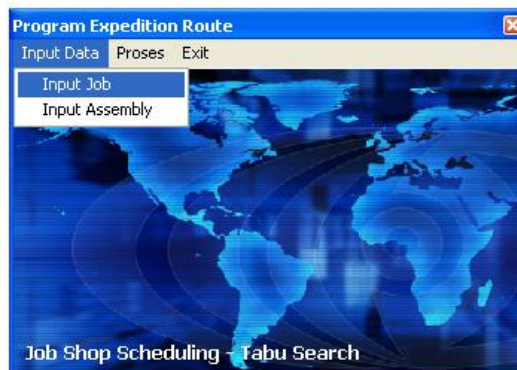 Program Expedition Route
Input Data Proses Exit
Input Job
Input Assembly
Job Shop Scheduling - Tabu Search